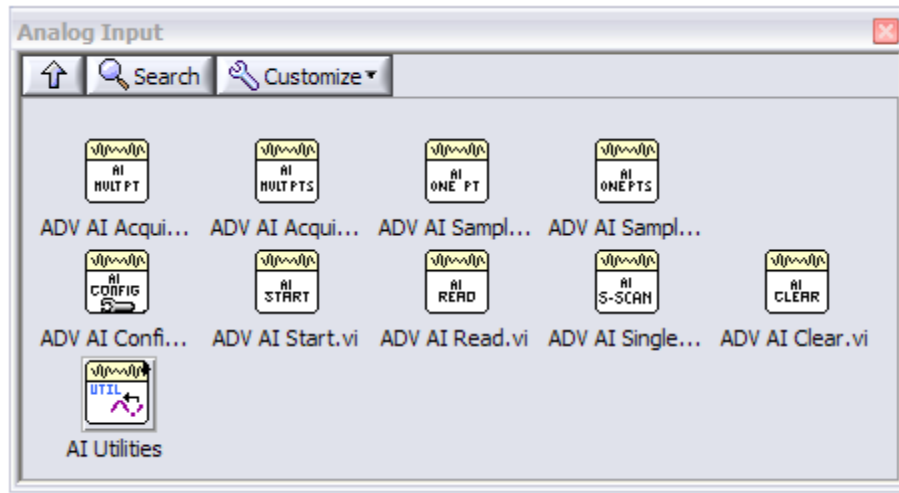 Analog Input
Search Customize
AI AI AI AI
MULT PT MULT PTS ONE PT ONE PTS
ADV AI Acqui... ADV AI Acqui... ADV AI Sampl... ADV AI Sampl...
AI AI AI AI AI
CONFIG START READ S-SCAN CLEAR
ADV AI Confi... ADV AI Start.vi ADV AI Read.vi ADV AI Single... ADV AI Clear.vi
UTIL
AI Utilities